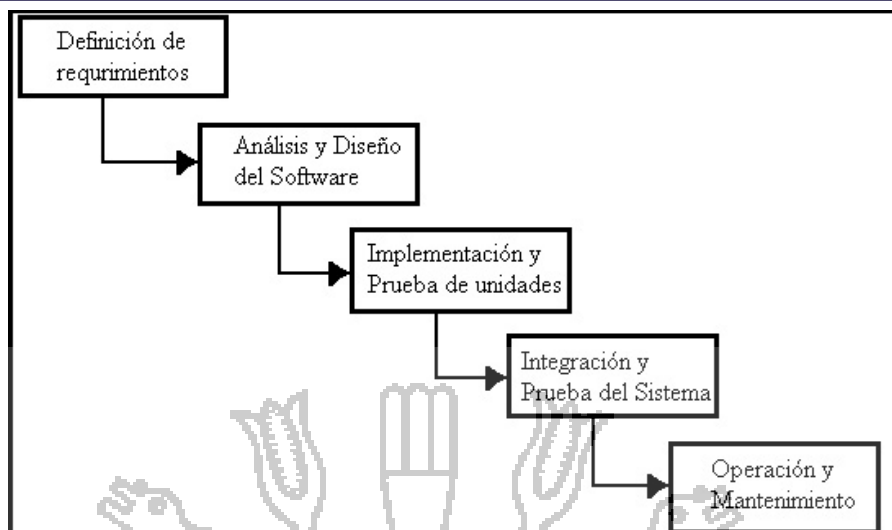 Definición de
requrimientos
Análisis y Diseño
del Software
Implementación y
Prueba de unidades
Integración y
Prueba del Sistema
Operación y
Mantenimiento